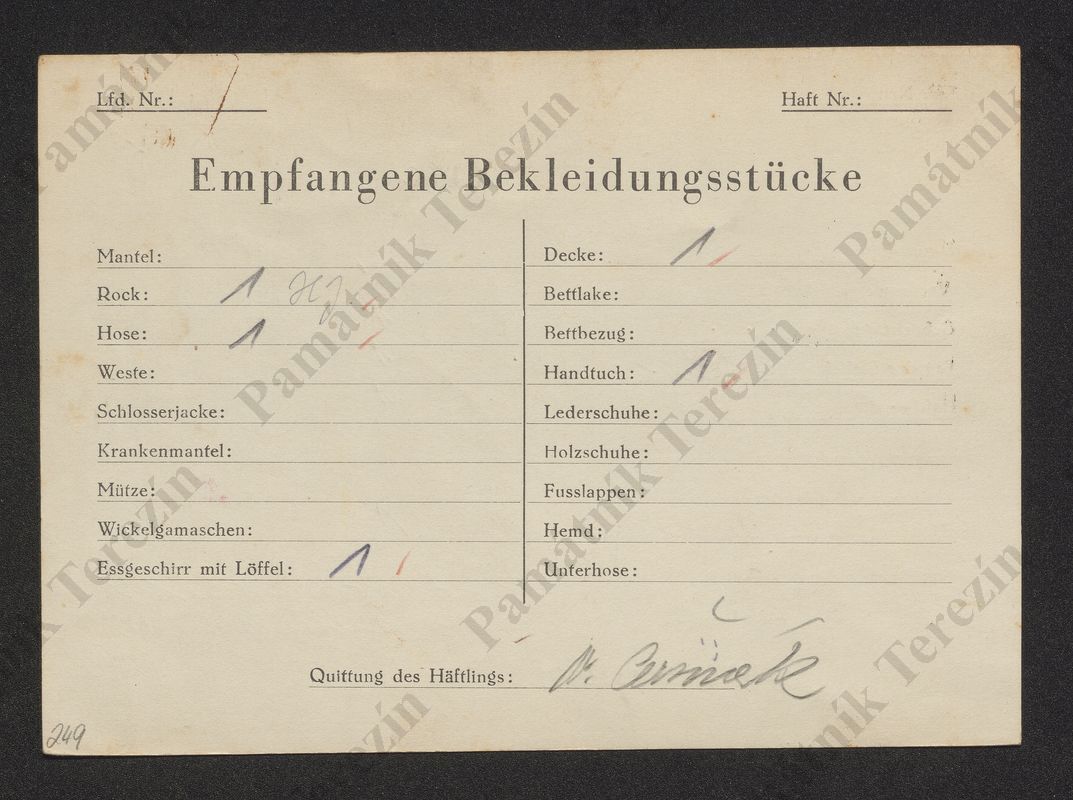 Lfd. Nr.:
Haft Nr.:
Empfangene Bekleidungsstücke
Mantel:
Rock: 1
Hose: 1
Weste:
Schlosserjacke:
Krankenmantel:
Mütze:
Wickelgamaschen:
Essgeschirr mit Löffel: 1
Decke: 1
Bettlake:
Bettbezug:
Handtuch: 1
Lederschuhe:
Holzschuhe:
Fusslappen:
Hemd:
Unterhose:
Quittung des Häftlings:
249
Památník Terezín